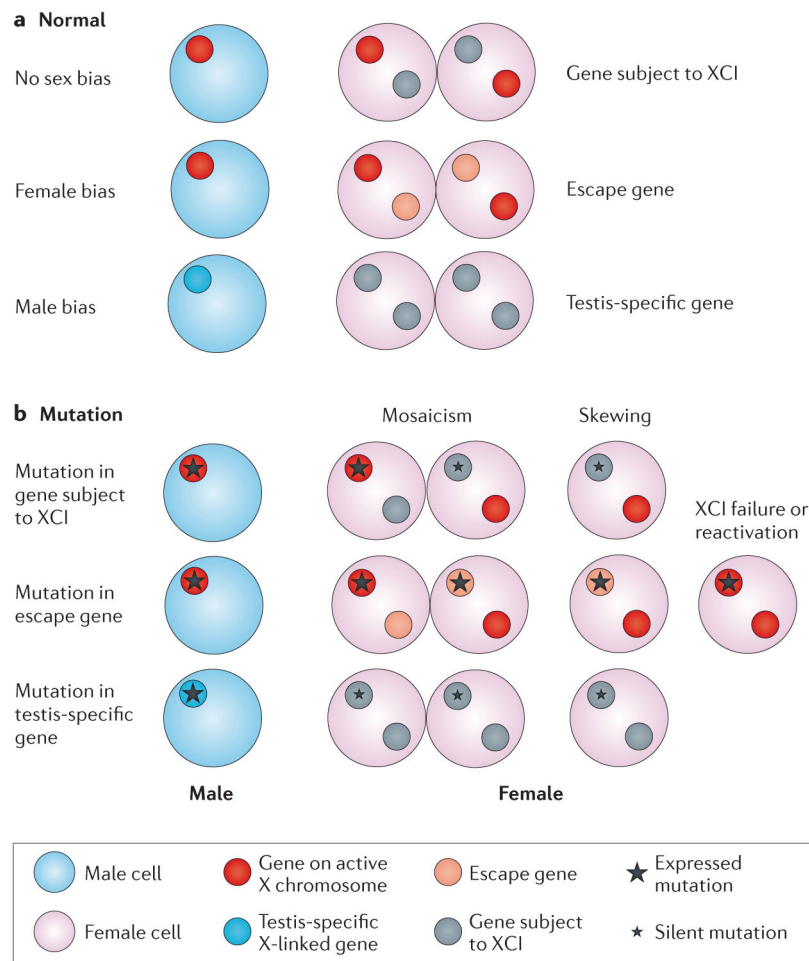 a Normal
No sex bias
Gene subject to XCI
Female bias
Escape gene
Male bias
Testis-specific gene
b Mutation
Mosaicism
Skewing
Mutation in
gene subject
to XCI
XCI failure or
reactivation
Mutation in
escape gene
Mutation in
testis-specific
gene
Male
Female
Male cell
Gene on active
X chromosome
Escape gene
Expressed
mutation
Female cell
Testis-specific
X-linked gene
Gene subject
to XCI
Silent mutation